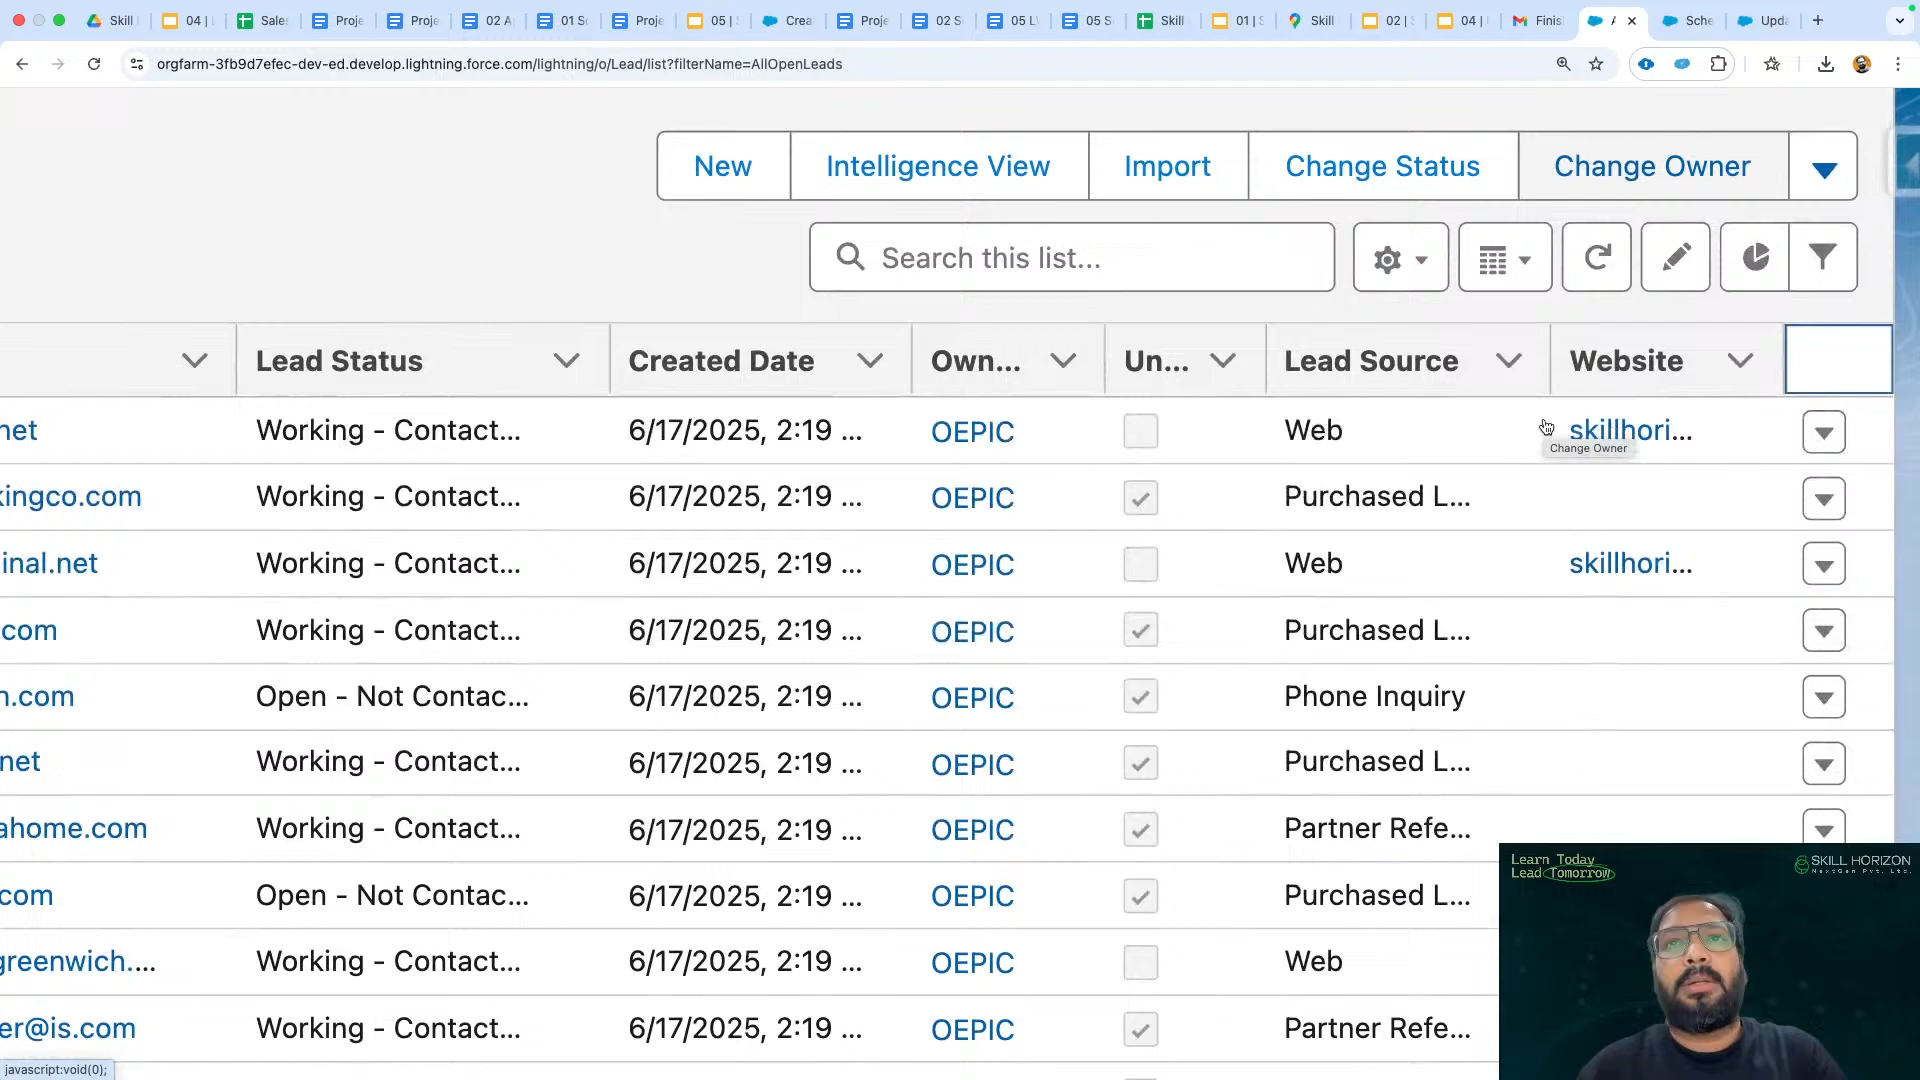 Skill
04 |
Sales
Proje
Proje
02 A
01 S
Proje
05 |
Crea
Proje
02 S
05 L
05 S
Skill
01 |
Skill
02 |
04 |
Finis
Sche
Upda
orgfarm-3fb9d7efec-dev-ed.develop.lightning.force.com/lightning/o/Lead/list?filterName=AllOpenLeads
New
Intelligence View
Import
Change Status
Change Owner
Search this list...
Lead Status
Created Date
Own...
Un...
Lead Source
Website
net
Working - Contact...
6/17/2025, 2:19 ...
OEPIC
Web
skillhori...
Change Owner
kingco.com
Working - Contact...
6/17/2025, 2:19 ...
OEPIC
Purchased L...
inal.net
Working - Contact...
6/17/2025, 2:19 ...
OEPIC
Web
skillhori...
.com
Working - Contact...
6/17/2025, 2:19 ...
OEPIC
Purchased L...
n.com
Open - Not Contac...
6/17/2025, 2:19 ...
OEPIC
Phone Inquiry
net
Working - Contact...
6/17/2025, 2:19 ...
OEPIC
Purchased L...
ahome.com
Working - Contact...
6/17/2025, 2:19 ...
OEPIC
Partner Refe...
com
Open - Not Contac...
6/17/2025, 2:19 ...
OEPIC
Purchased L...
greenwich....
Working - Contact...
6/17/2025, 2:19 ...
OEPIC
Web
er@is.com
Working - Contact...
6/17/2025, 2:19 ...
OEPIC
Partner Refe...
Learn Today
Lead Tomorrow
SKILL HORIZON
NextGen Pvt. Ltd.
javascript:void(0);